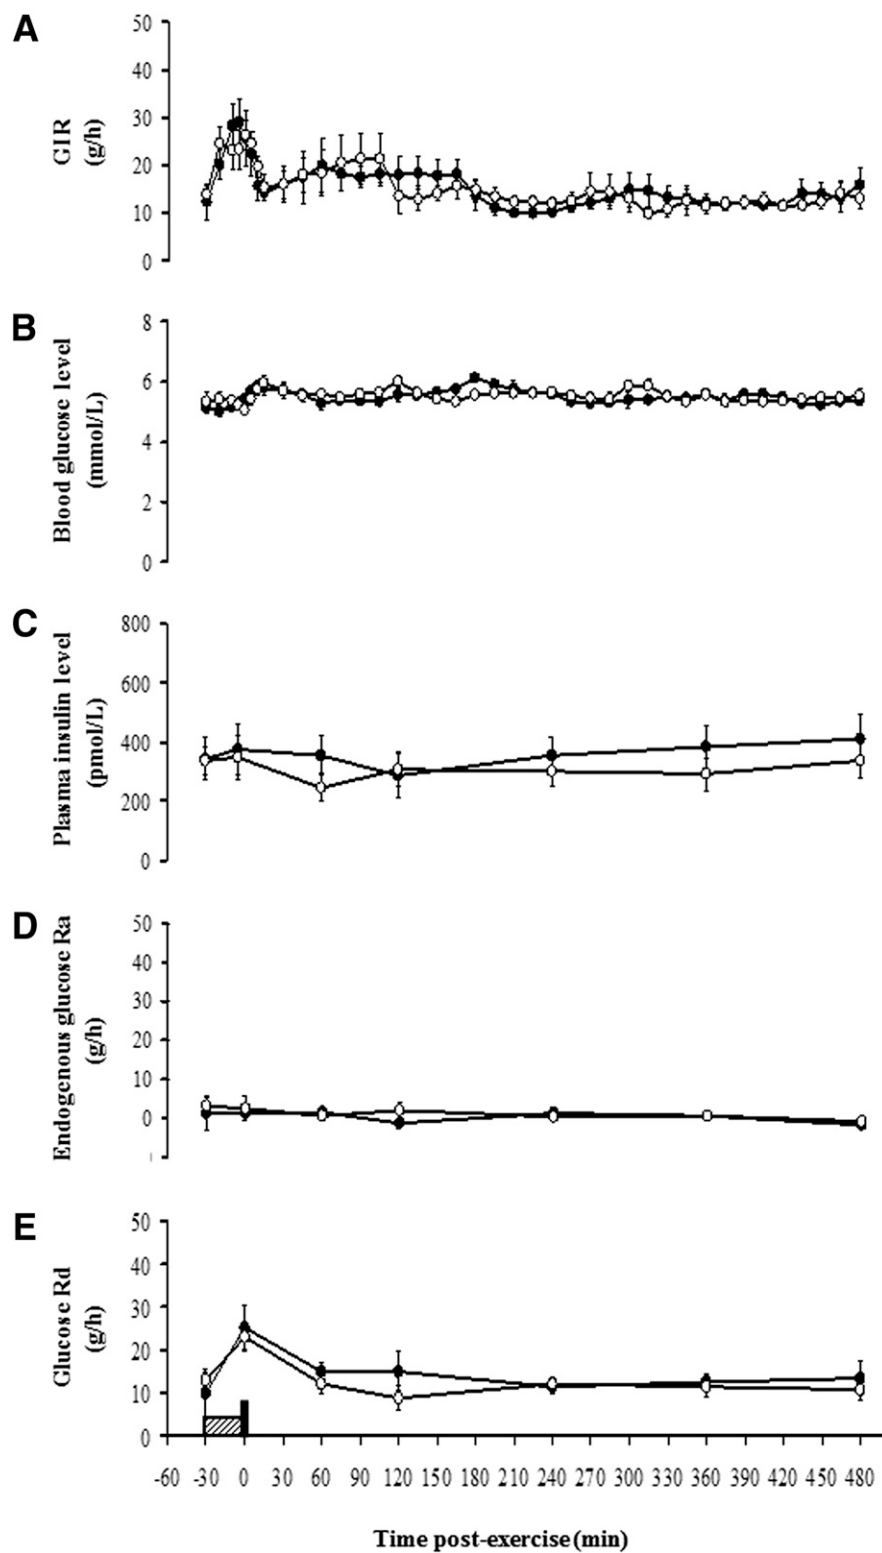 A
GIR
(g/h)
50
40
30
20
10
0
B
Blood glucose level
(mmol/L)
8
6
4
2
0
C
Plasma insulin level
(pmol/L)
800
600
400
200
0
D
Endogenous glucose Ra
(g/h)
50
40
30
20
10
0
E
Glucose Rd
(g/h)
50
40
30
20
10
0
-60 -30 0 30 60 90 120 150 180 210 240 270 300 330 360 390 420 450 480
Time post-exercise (min)